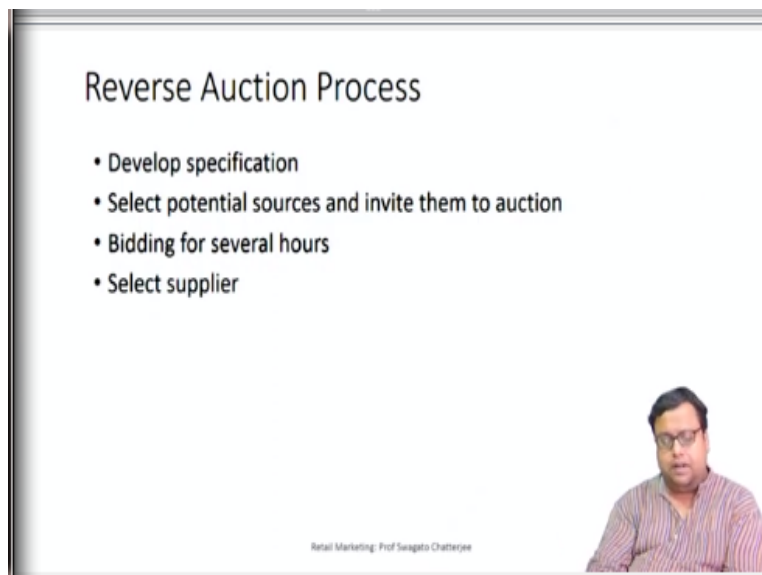 Reverse Auction Process
• Develop specification
• Select potential sources and invite them to auction
• Bidding for several hours
• Select supplier
Retail Marketing: Prof Swagato Chatterjee